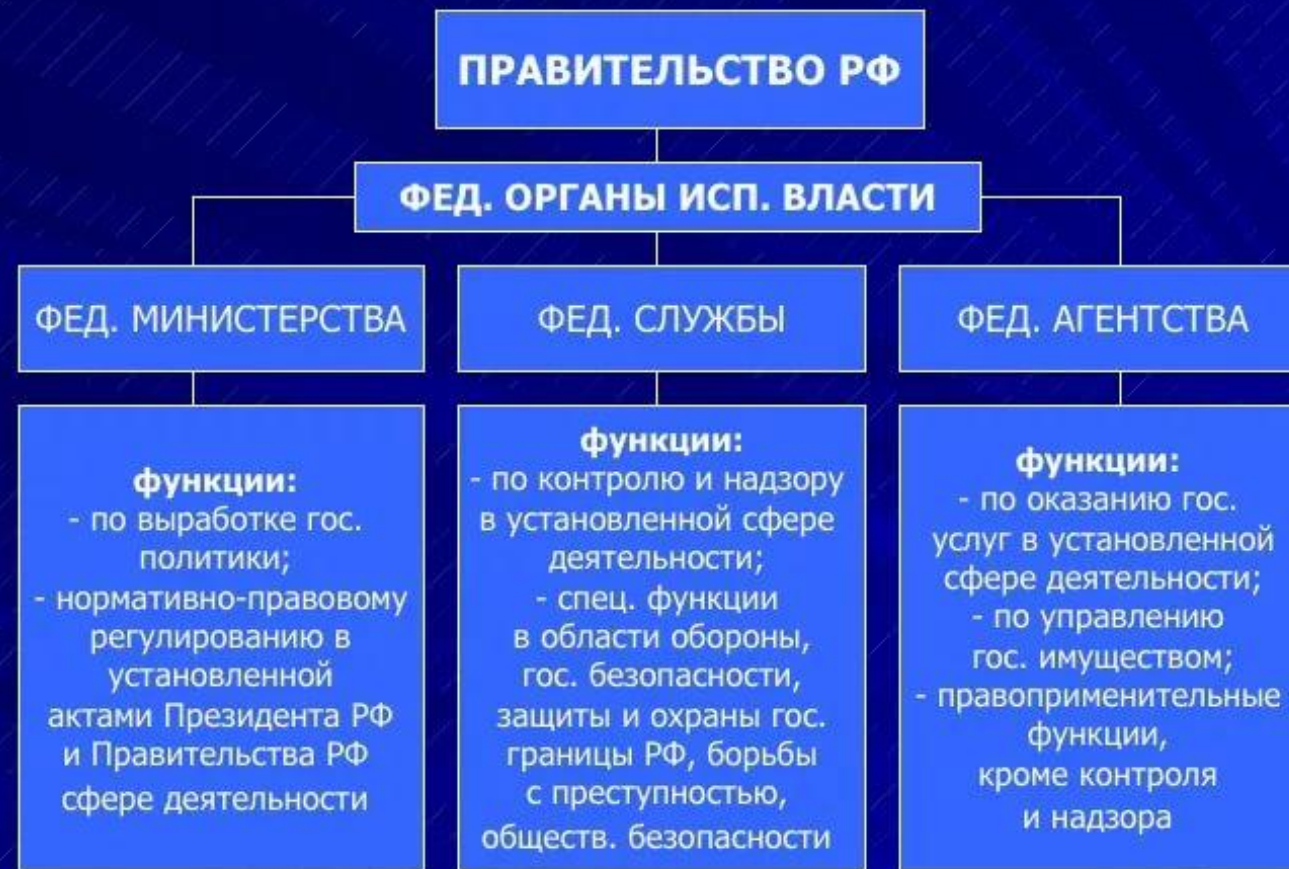 ПРАВИТЕЛЬСТВО РФ
ФЕД. ОРГАНЫ ИСП. ВЛАСТИ
ФЕД. МИНИСТЕРСТВА
функции:
- по выработке гос.
политики;
- нормативно-правовому
регулированию в
установленной
актами Президента РФ
и Правительства РФ
сфере деятельности
ФЕД. СЛУЖБЫ
функции:
- по контролю и надзору
в установленной сфере
деятельности;
- спец. функции
в области обороны,
гос. безопасности,
защиты и охраны гос.
границы РФ, борьбы
с преступностью,
обществ. безопасности
ФЕД. АГЕНТСТВА
функции:
- по оказанию гос.
услуг в установленной
сфере деятельности;
- по управлению
гос. имуществом;
- правоприменительные
функции,
кроме контроля
и надзора